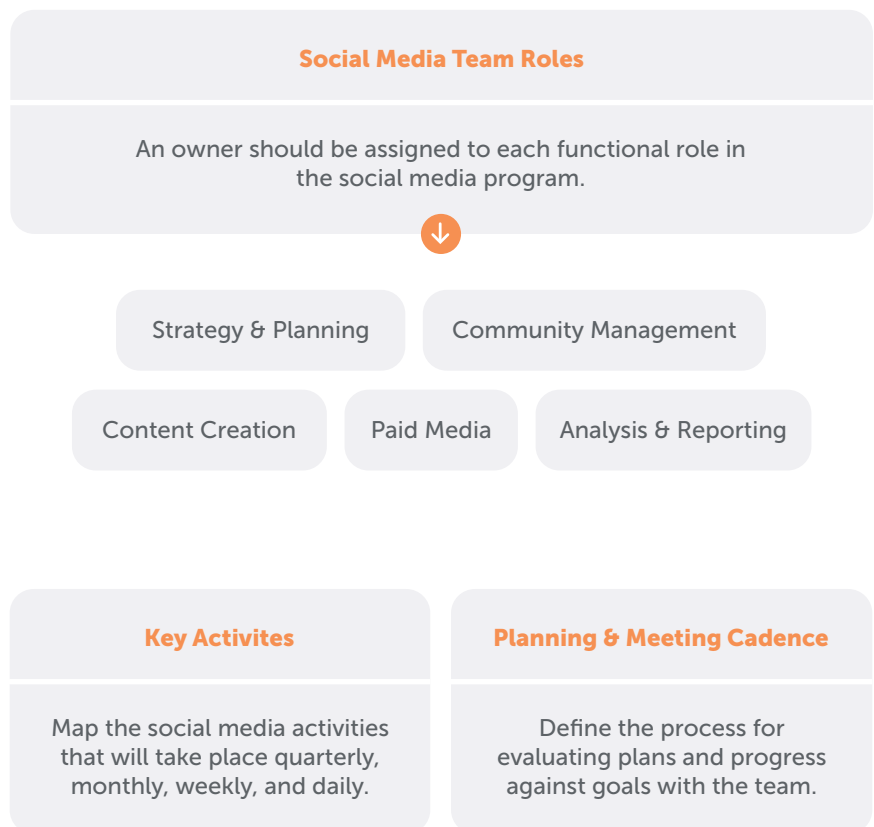 Social Media Team Roles
An owner should be assigned to each functional role in
the social media program.
Strategy & Planning
Community Management
Content Creation
Paid Media
Analysis & Reporting
Key Activites
Map the social media activities
that will take place quarterly,
monthly, weekly, and daily.
Planning & Meeting Cadence
Define the process for
evaluating plans and progress
against goals with the team.